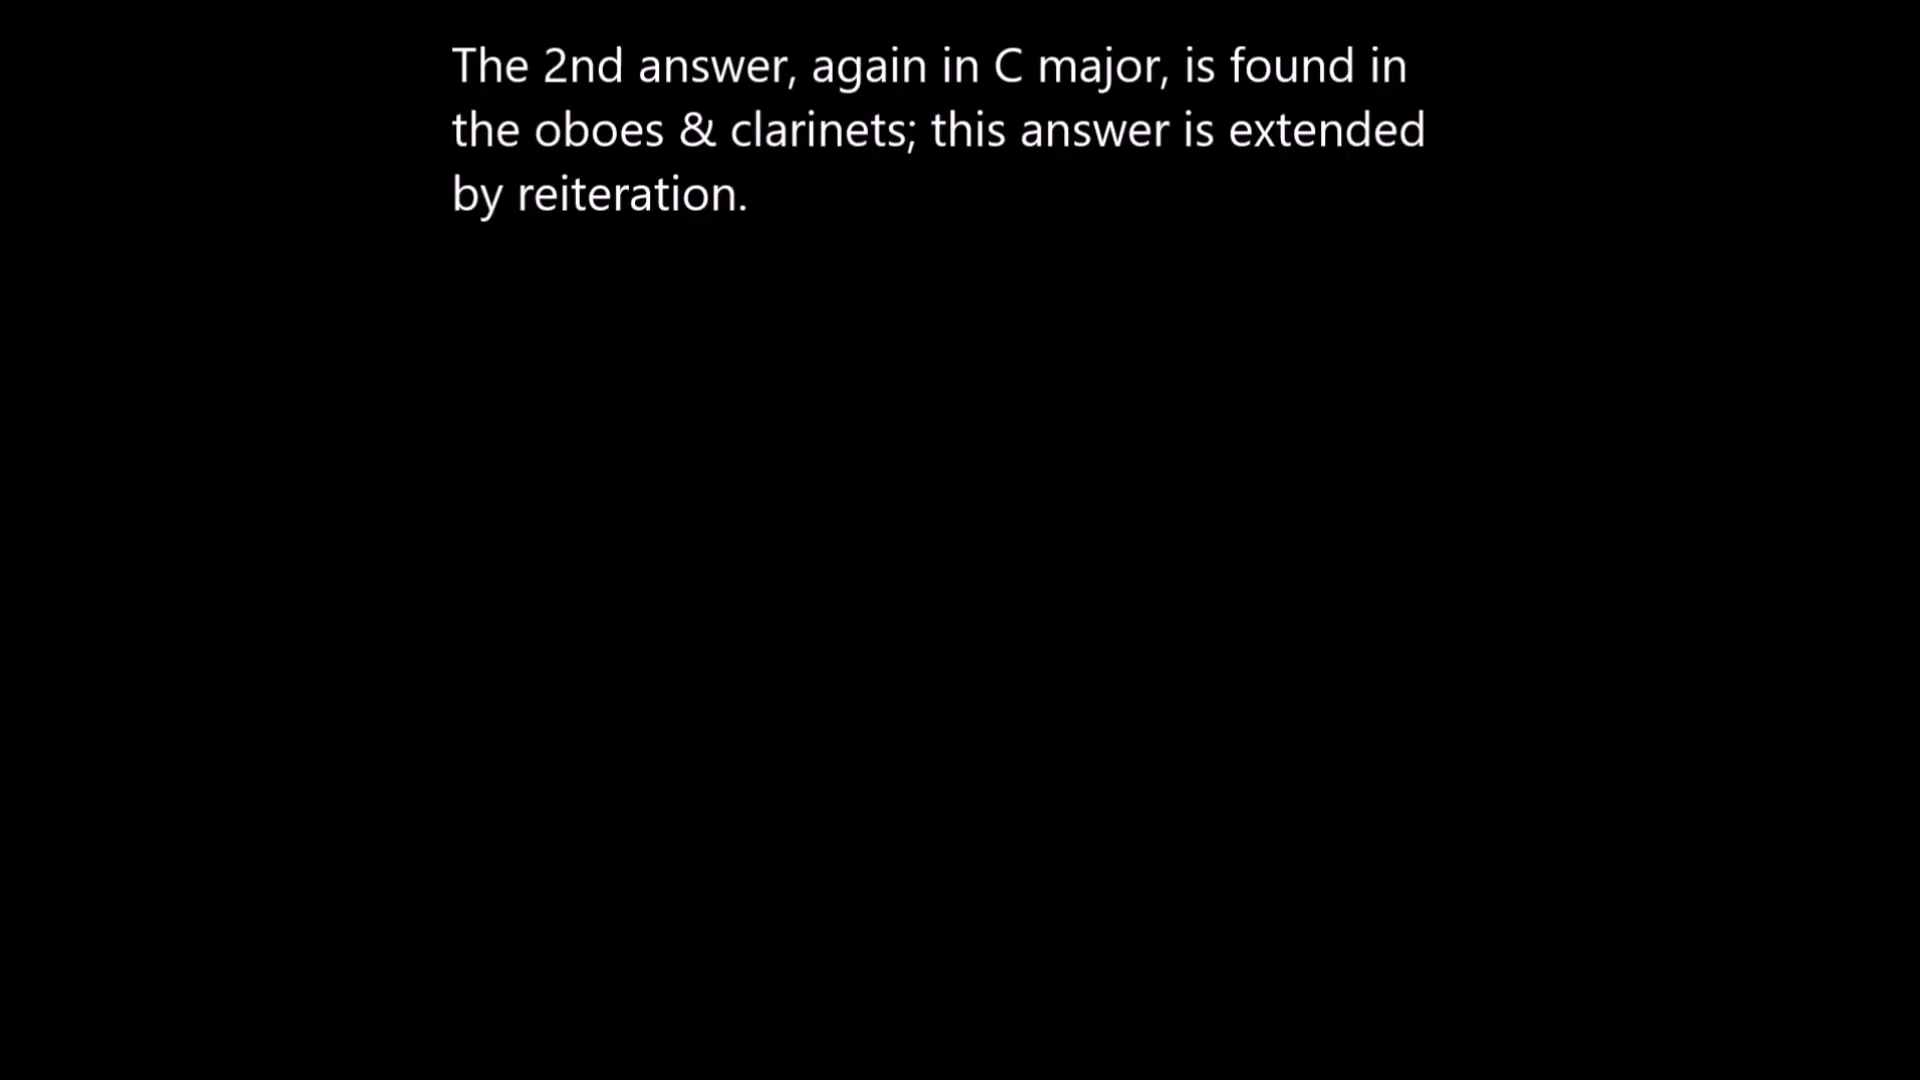 The 2nd answer, again in C major, is found in
the oboes & clarinets; this answer is extended
by reiteration.